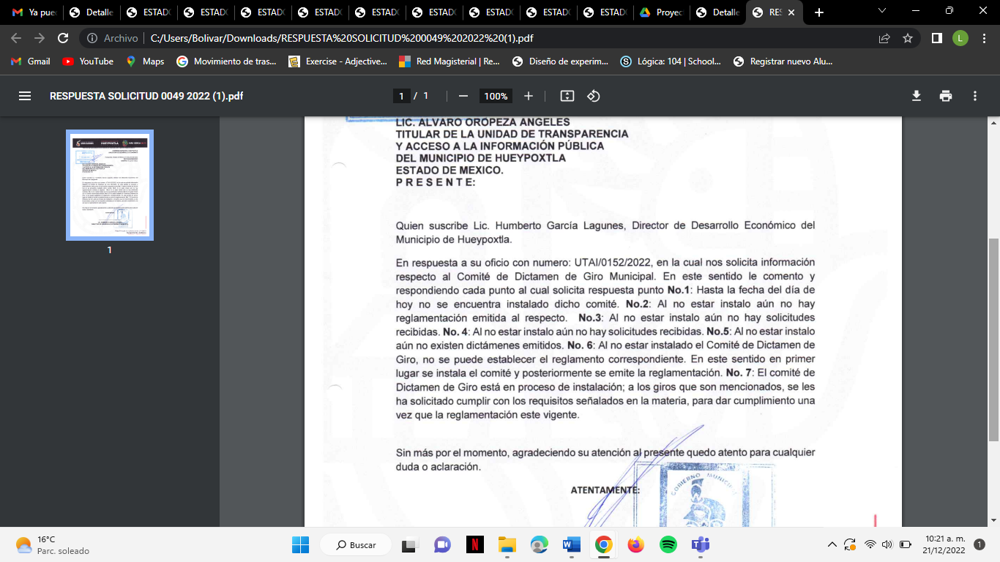 Ya pue
Detalle
ESTADO
ESTADO
ESTADO
ESTADO
ESTADO
ESTADO
ESTADO
ESTADO
ESTADO
Proyec
Detalle
RES
Archivo
C:/Users/Bolivar/Downloads/RESPUESTA%20SOLICITUD%200049%202022%20(1).pdf
L
Gmail
YouTube
Maps
Movimiento de tras...
Exercise - Adjective...
Red Magisterial | Re...
Diseño de experim...
Lógica: 104 | School...
Registrar nuevo Alu...
RESPUESTA SOLICITUD 0049 2022 (1).pdf
1 / 1
100%
1
LIC. ALVARO OROPEZA ANGELES
TITULAR DE LA UNIDAD DE TRANSPARENCIA
Y ACCESO A LA INFORMACIÓN PÚBLICA
DEL MUNICIPIO DE HUEYPOXTLA
ESTADO DE MEXICO.
P R E S E N T E:
Quien suscribe Lic. Humberto García Lagunes, Director de Desarrollo Económico del
Municipio de Hueypoxtla.
En respuesta a su oficio con numero: UTAI/0152/2022, en la cual nos solicita información
respecto al Comité de Dictamen de Giro Municipal. En este sentido le comento y
respondiendo cada punto al cual solicita respuesta punto No.1: Hasta la fecha del día de
hoy no se encuentra instalado dicho comité. No.2: Al no estar instalo aún no hay
reglamentación emitida al respecto. No.3: Al no estar instalo aún no hay solicitudes
recibidas. No. 4: Al no estar instalo aún no hay solicitudes recibidas. No.5: Al no estar instalo
aún no existen dictámenes emitidos. No. 6: Al no estar instalado el Comité de Dictamen de
Giro, no se puede establecer el reglamento correspondiente. En este sentido en primer
lugar se instala el comité y posteriormente se emite la reglamentación. No. 7: El comité de
Dictamen de Giro está en proceso de instalación; a los giros que son mencionados, se les
ha solicitado cumplir con los requisitos señalados en la materia, para dar cumplimiento una
vez que la reglamentación este vigente.
Sin más por el momento, agradeciendo su atención al presente quedo atento para cualquier
duda o aclaración.
ATENTAMENTE:
GOBIERNO MUNICIPAL
16°C
Parc. soleado
Buscar
10:21 a. m.
21/12/2022
1